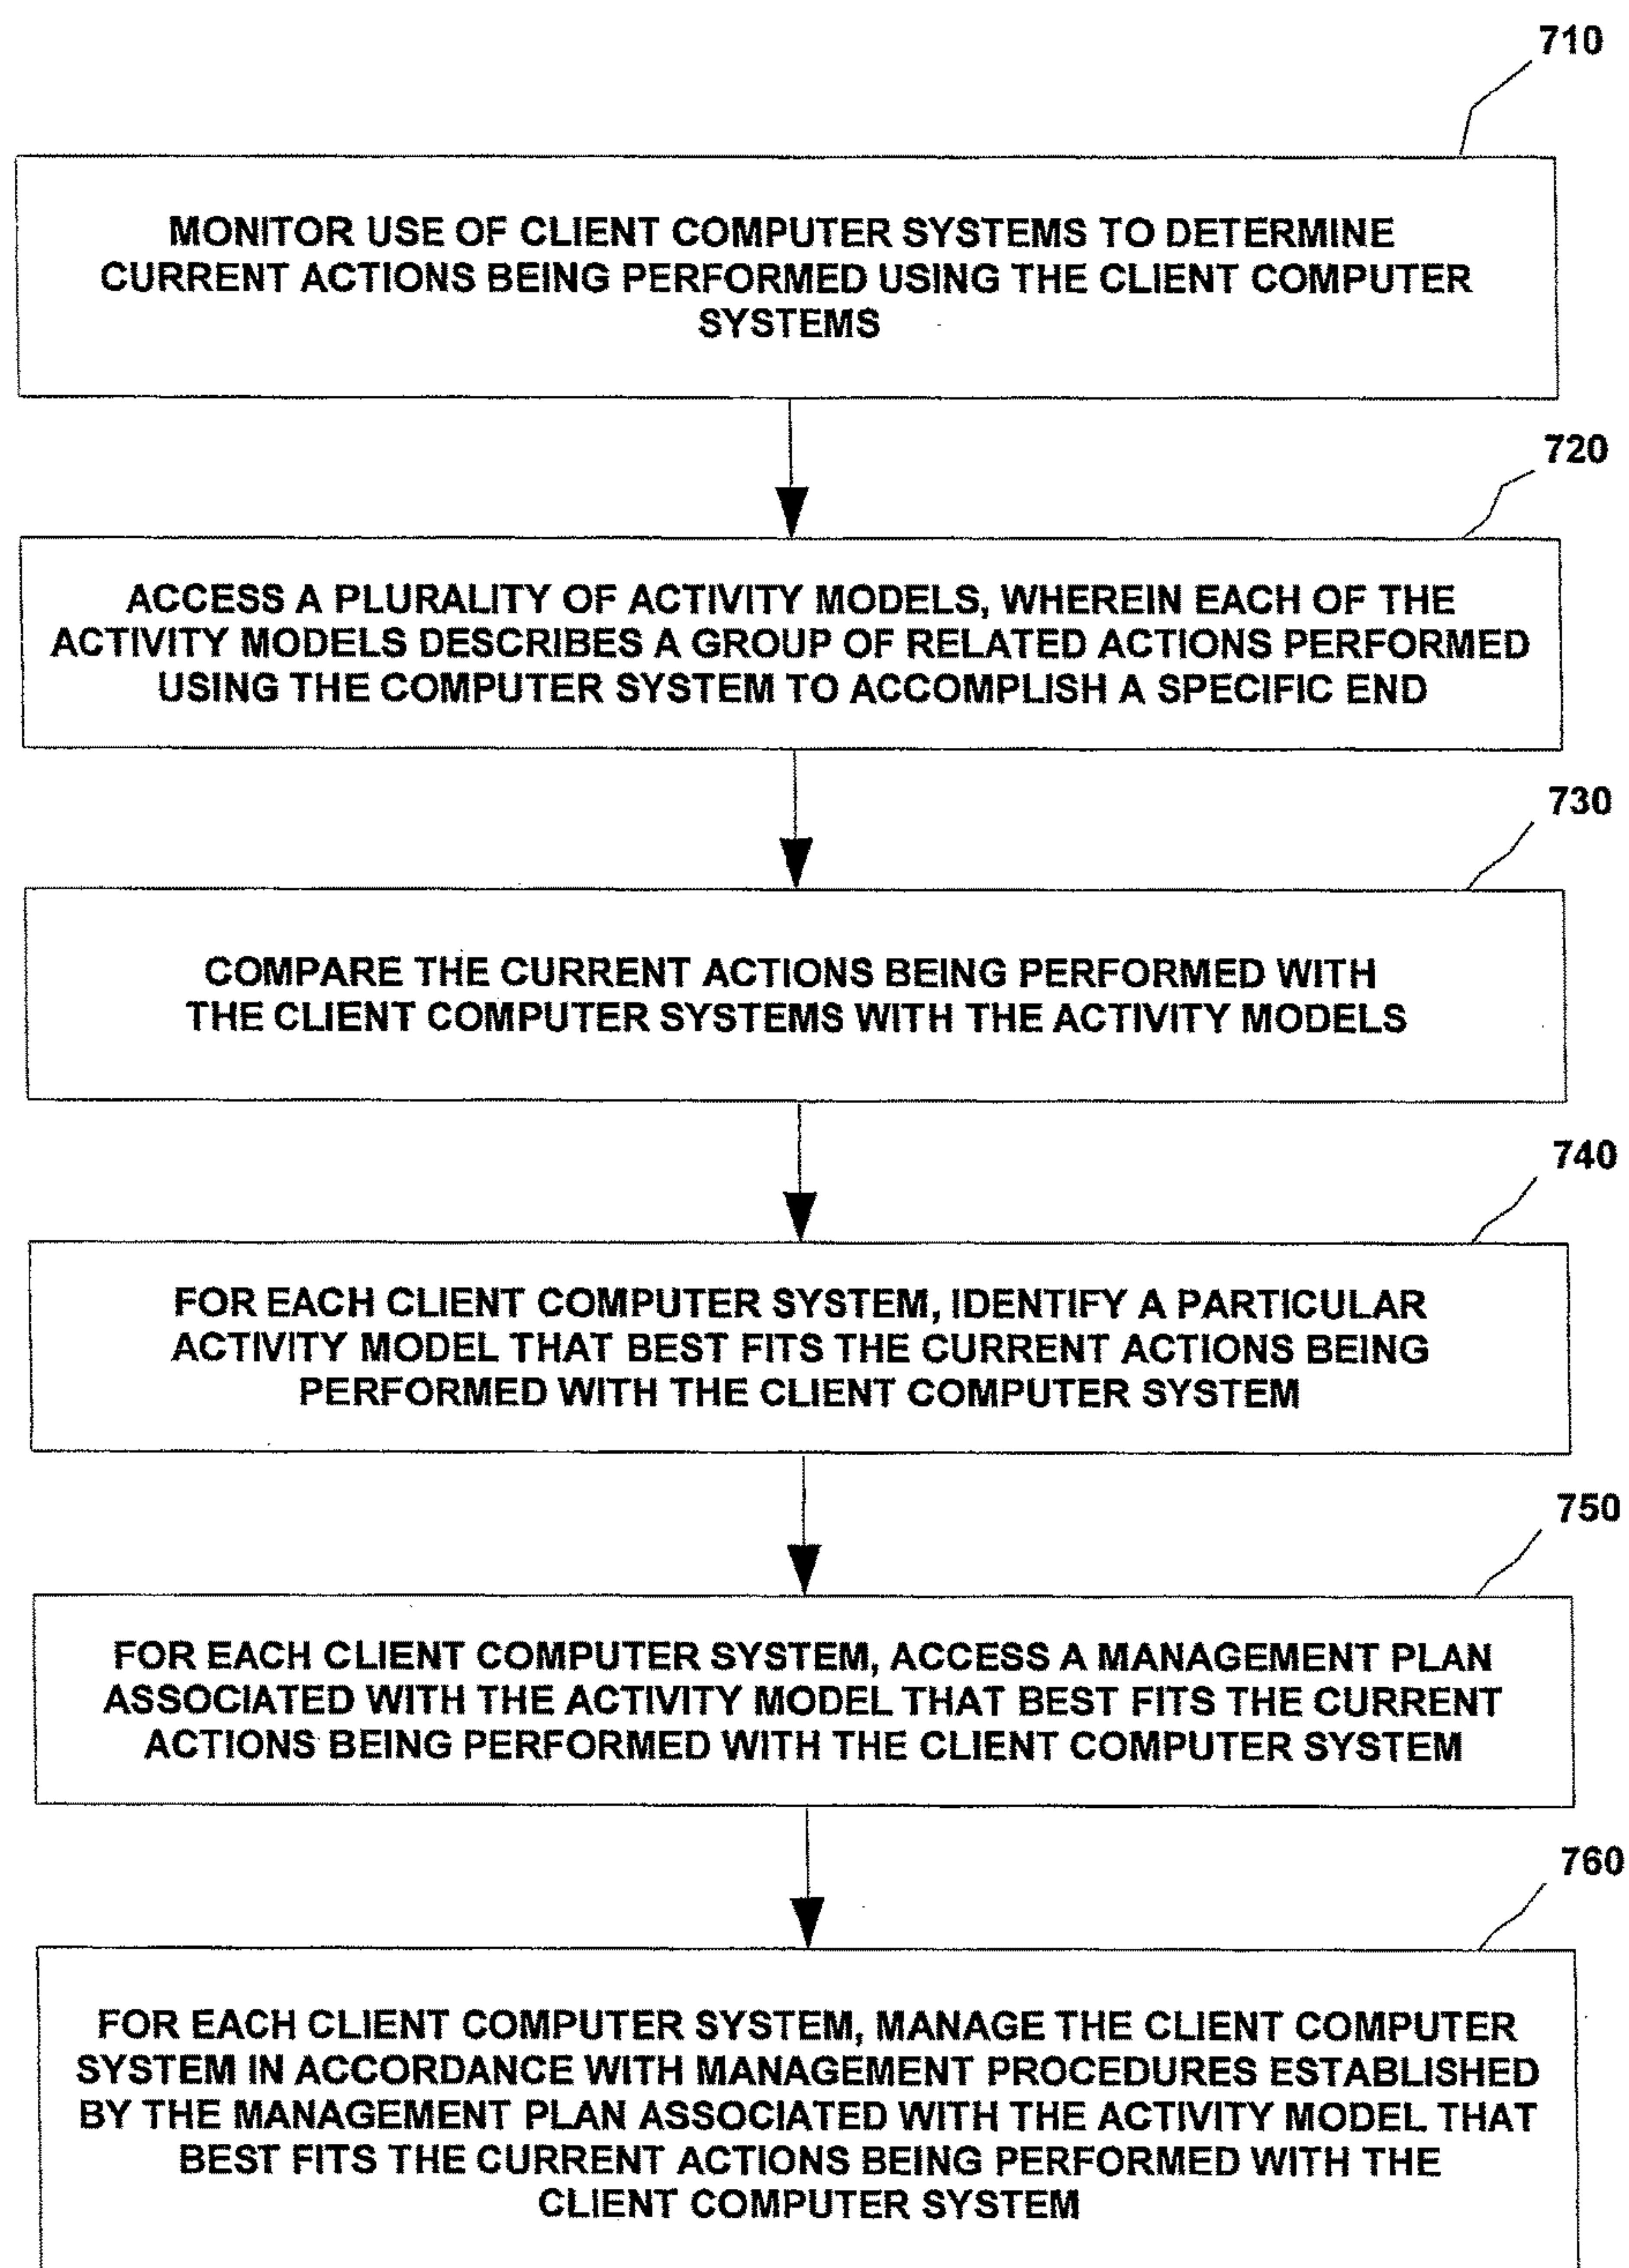 710
MONITOR USE OF CLIENT COMPUTER SYSTEMS TO DETERMINE
CURRENT ACTIONS BEING PERFORMED USING THE CLIENT COMPUTER
SYSTEMS
720
ACCESS A PLURALITY OF ACTIVITY MODELS, WHEREIN EACH OF THE
ACTIVITY MODELS DESCRIBES A GROUP OF RELATED ACTIONS PERFORMED
USING THE COMPUTER SYSTEM TO ACCOMPLISH A SPECIFIC END
730
COMPARE THE CURRENT ACTIONS BEING PERFORMED WITH
THE CLIENT COMPUTER SYSTEMS WITH THE ACTIVITY MODELS
740
FOR EACH CLIENT COMPUTER SYSTEM, IDENTIFY A PARTICULAR
ACTIVITY MODEL THAT BEST FITS THE CURRENT ACTIONS BEING
PERFORMED WITH THE CLIENT COMPUTER SYSTEM
750
FOR EACH CLIENT COMPUTER SYSTEM, ACCESS A MANAGEMENT PLAN
ASSOCIATED WITH THE ACTIVITY MODEL THAT BEST FITS THE CURRENT
ACTIONS BEING PERFORMED WITH THE CLIENT COMPUTER SYSTEM
760
FOR EACH CLIENT COMPUTER SYSTEM, MANAGE THE CLIENT COMPUTER
SYSTEM IN ACCORDANCE WITH MANAGEMENT PROCEDURES ESTABLISHED
BY THE MANAGEMENT PLAN ASSOCIATED WITH THE ACTIVITY MODEL THAT
BEST FITS THE CURRENT ACTIONS BEING PERFORMED WITH THE
CLIENT COMPUTER SYSTEM